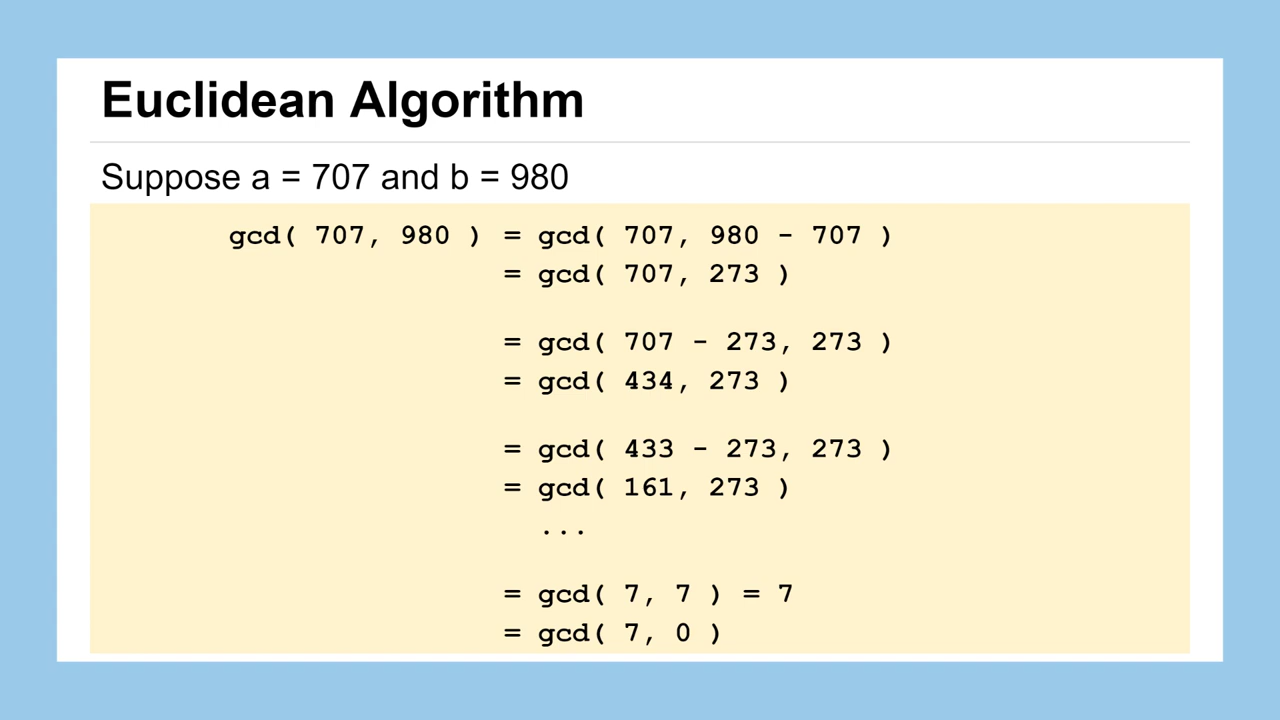 Euclidean Algorithm
Suppose a = 707 and b = 980
gcd( 707, 980 ) = gcd( 707, 980 - 707 )
= gcd( 707, 273 )
= gcd( 707 - 273, 273 )
= gcd( 434, 273 )
= gcd( 433 - 273, 273 )
= gcd( 161, 273 )
...
= gcd( 7, 7 ) = 7
= gcd( 7, 0 )